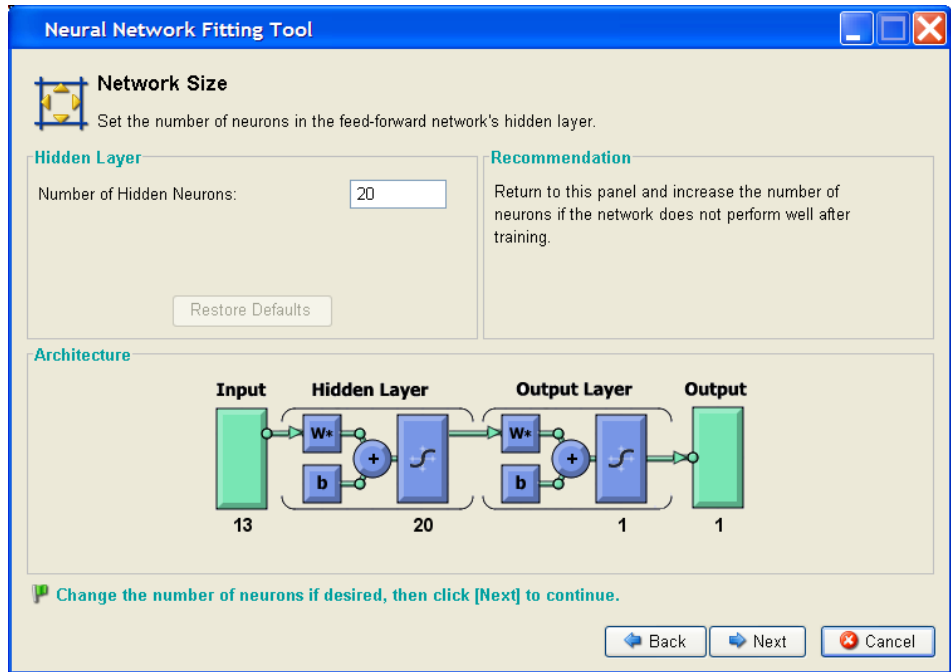 Neural Network Fitting Tool
Network Size
Set the number of neurons in the feed-forward network's hidden layer.
Hidden Layer
Number of Hidden Neurons: 20
Restore Defaults
Recommendation
Return to this panel and increase the number of
neurons if the network does not perform well after
training.
Architecture
Input Hidden Layer Output Layer Output
W* W*
+ +
b b
13 20 1 1
Change the number of neurons if desired, then click [Next] to continue.
Back Next Cancel